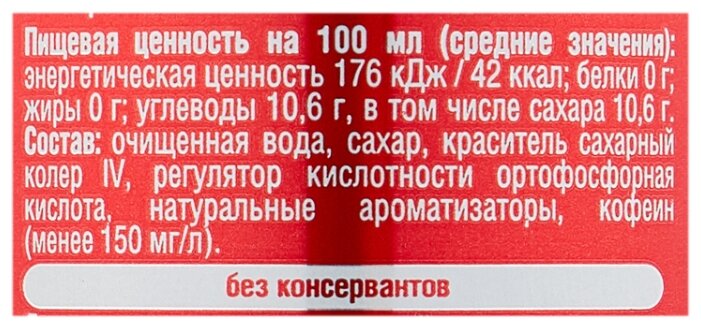 Пищевая ценность на 100 мл (средние значения):
энергетическая ценность 176 кДж / 42 ккал; белки 0 г;
жиры 0 г; углеводы 10,6 г, в том числе сахара 10,6 г.
Состав: очищенная вода, сахар, краситель сахарный
колер IV, регулятор кислотности ортофосфорная
кислота, натуральные ароматизаторы, кофеин
(менее 150 мг/л).
без консервантов